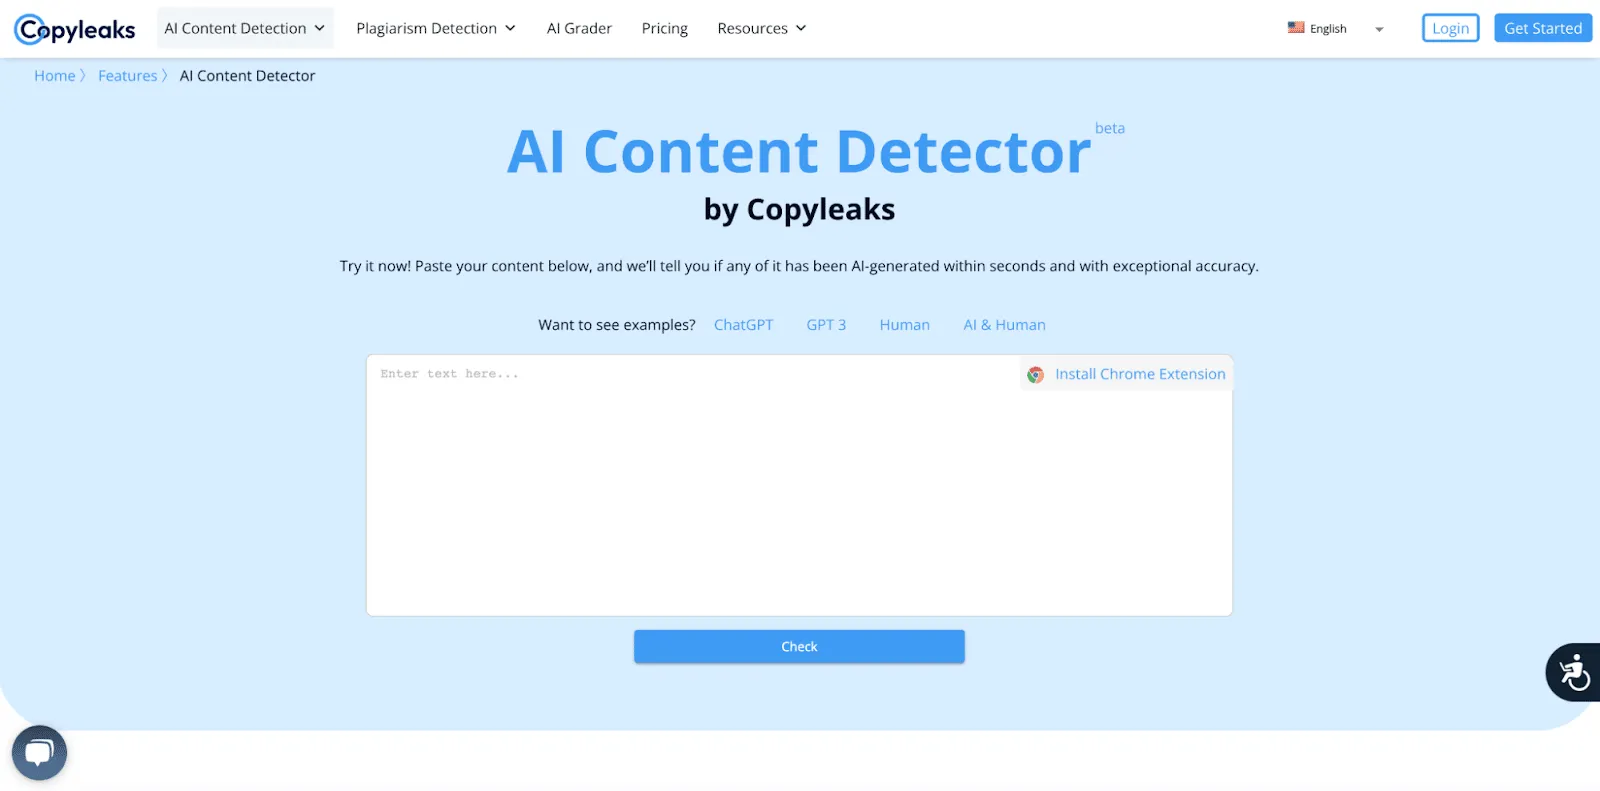 Copyleaks AI Content Detection Plagiarism Detection AI Grader Pricing Resources English Login Get Started
Home 〉 Features 〉 AI Content Detector
AI Content Detector beta
by Copyleaks
Try it now! Paste your content below, and we'll tell you if any of it has been AI-generated within seconds and with exceptional accuracy.
Want to see examples? ChatGPT GPT 3 Human AI & Human
Enter text here... Install Chrome Extension
Check